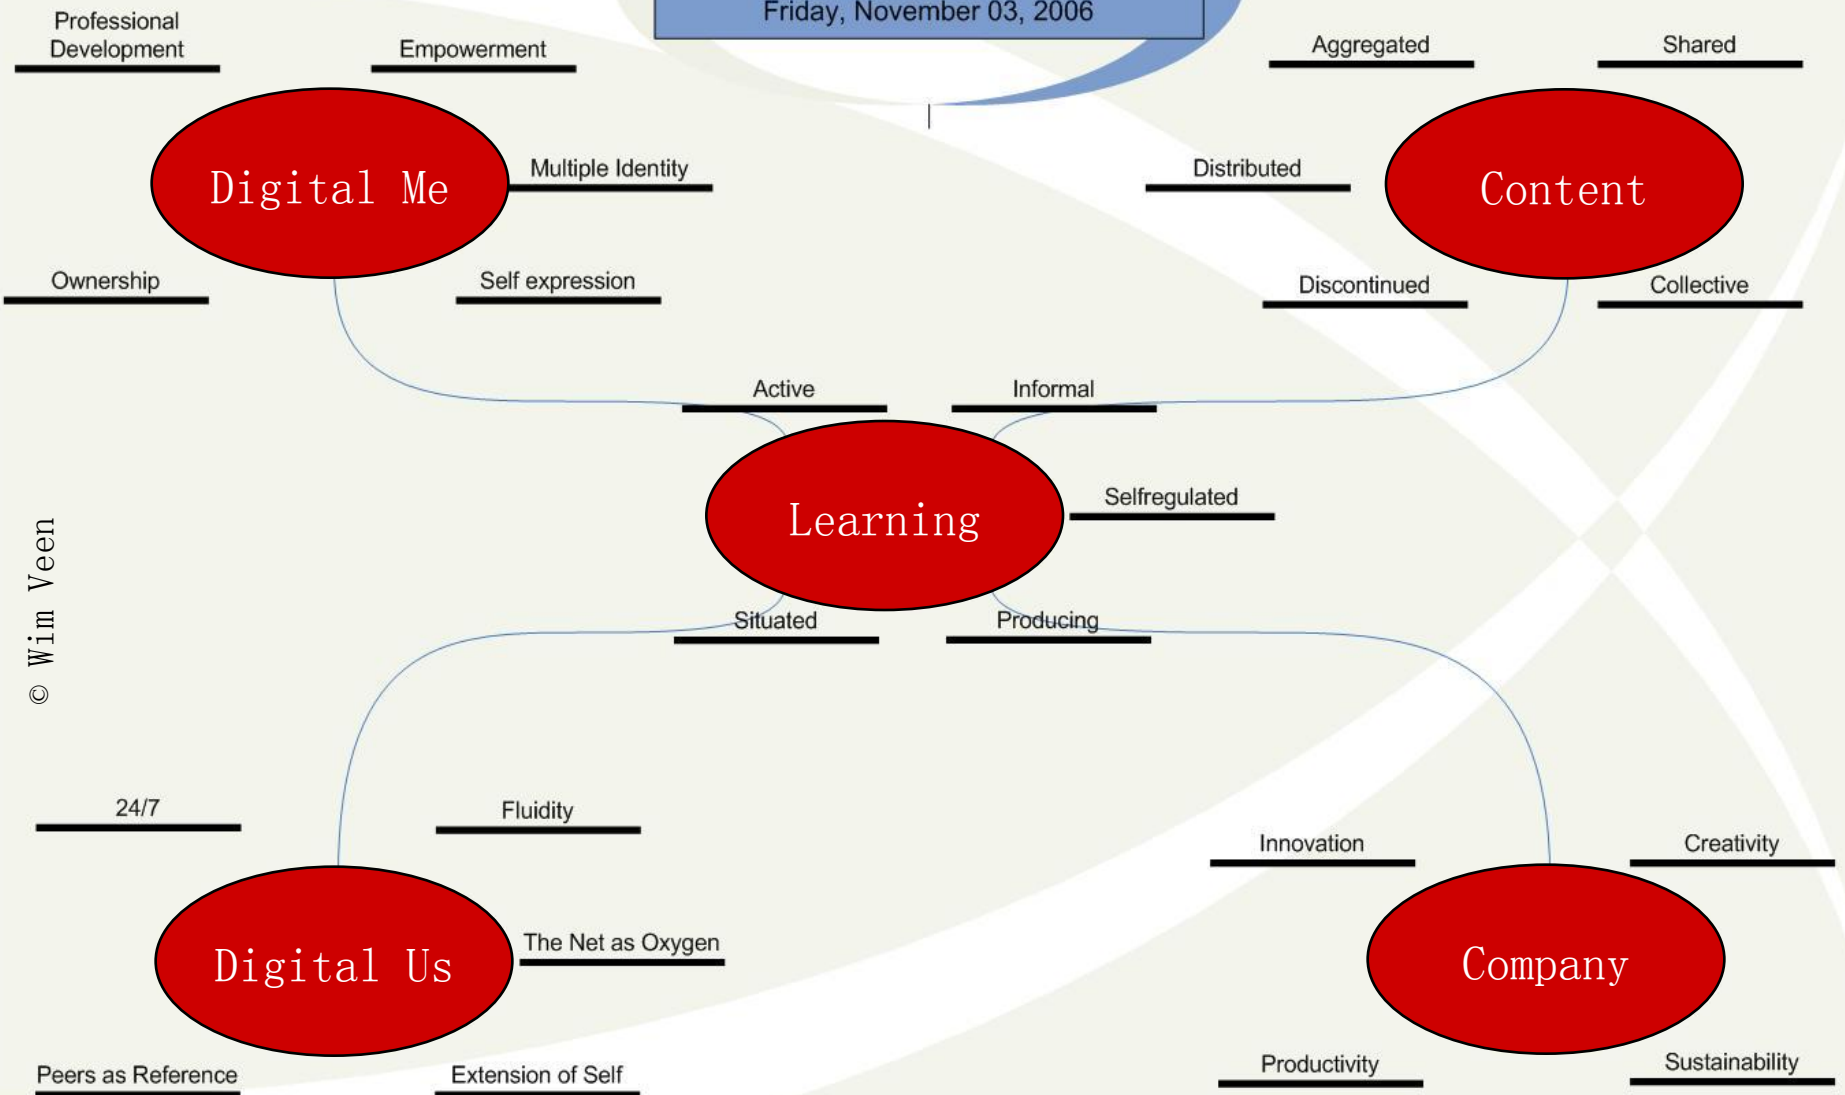 Friday, November 03, 2006
Professional
Development
Empowerment
Aggregated
Shared
Digital Me
Multiple Identity
Distributed
Content
Ownership
Self expression
Discontinued
Collective
Active
Informal
Learning
Selfregulated
© Wim Veen
Situated
Producing
24/7
Fluidity
Innovation
Creativity
Digital Us
The Net as Oxygen
Company
Peers as Reference
Extension of Self
Productivity
Sustainability